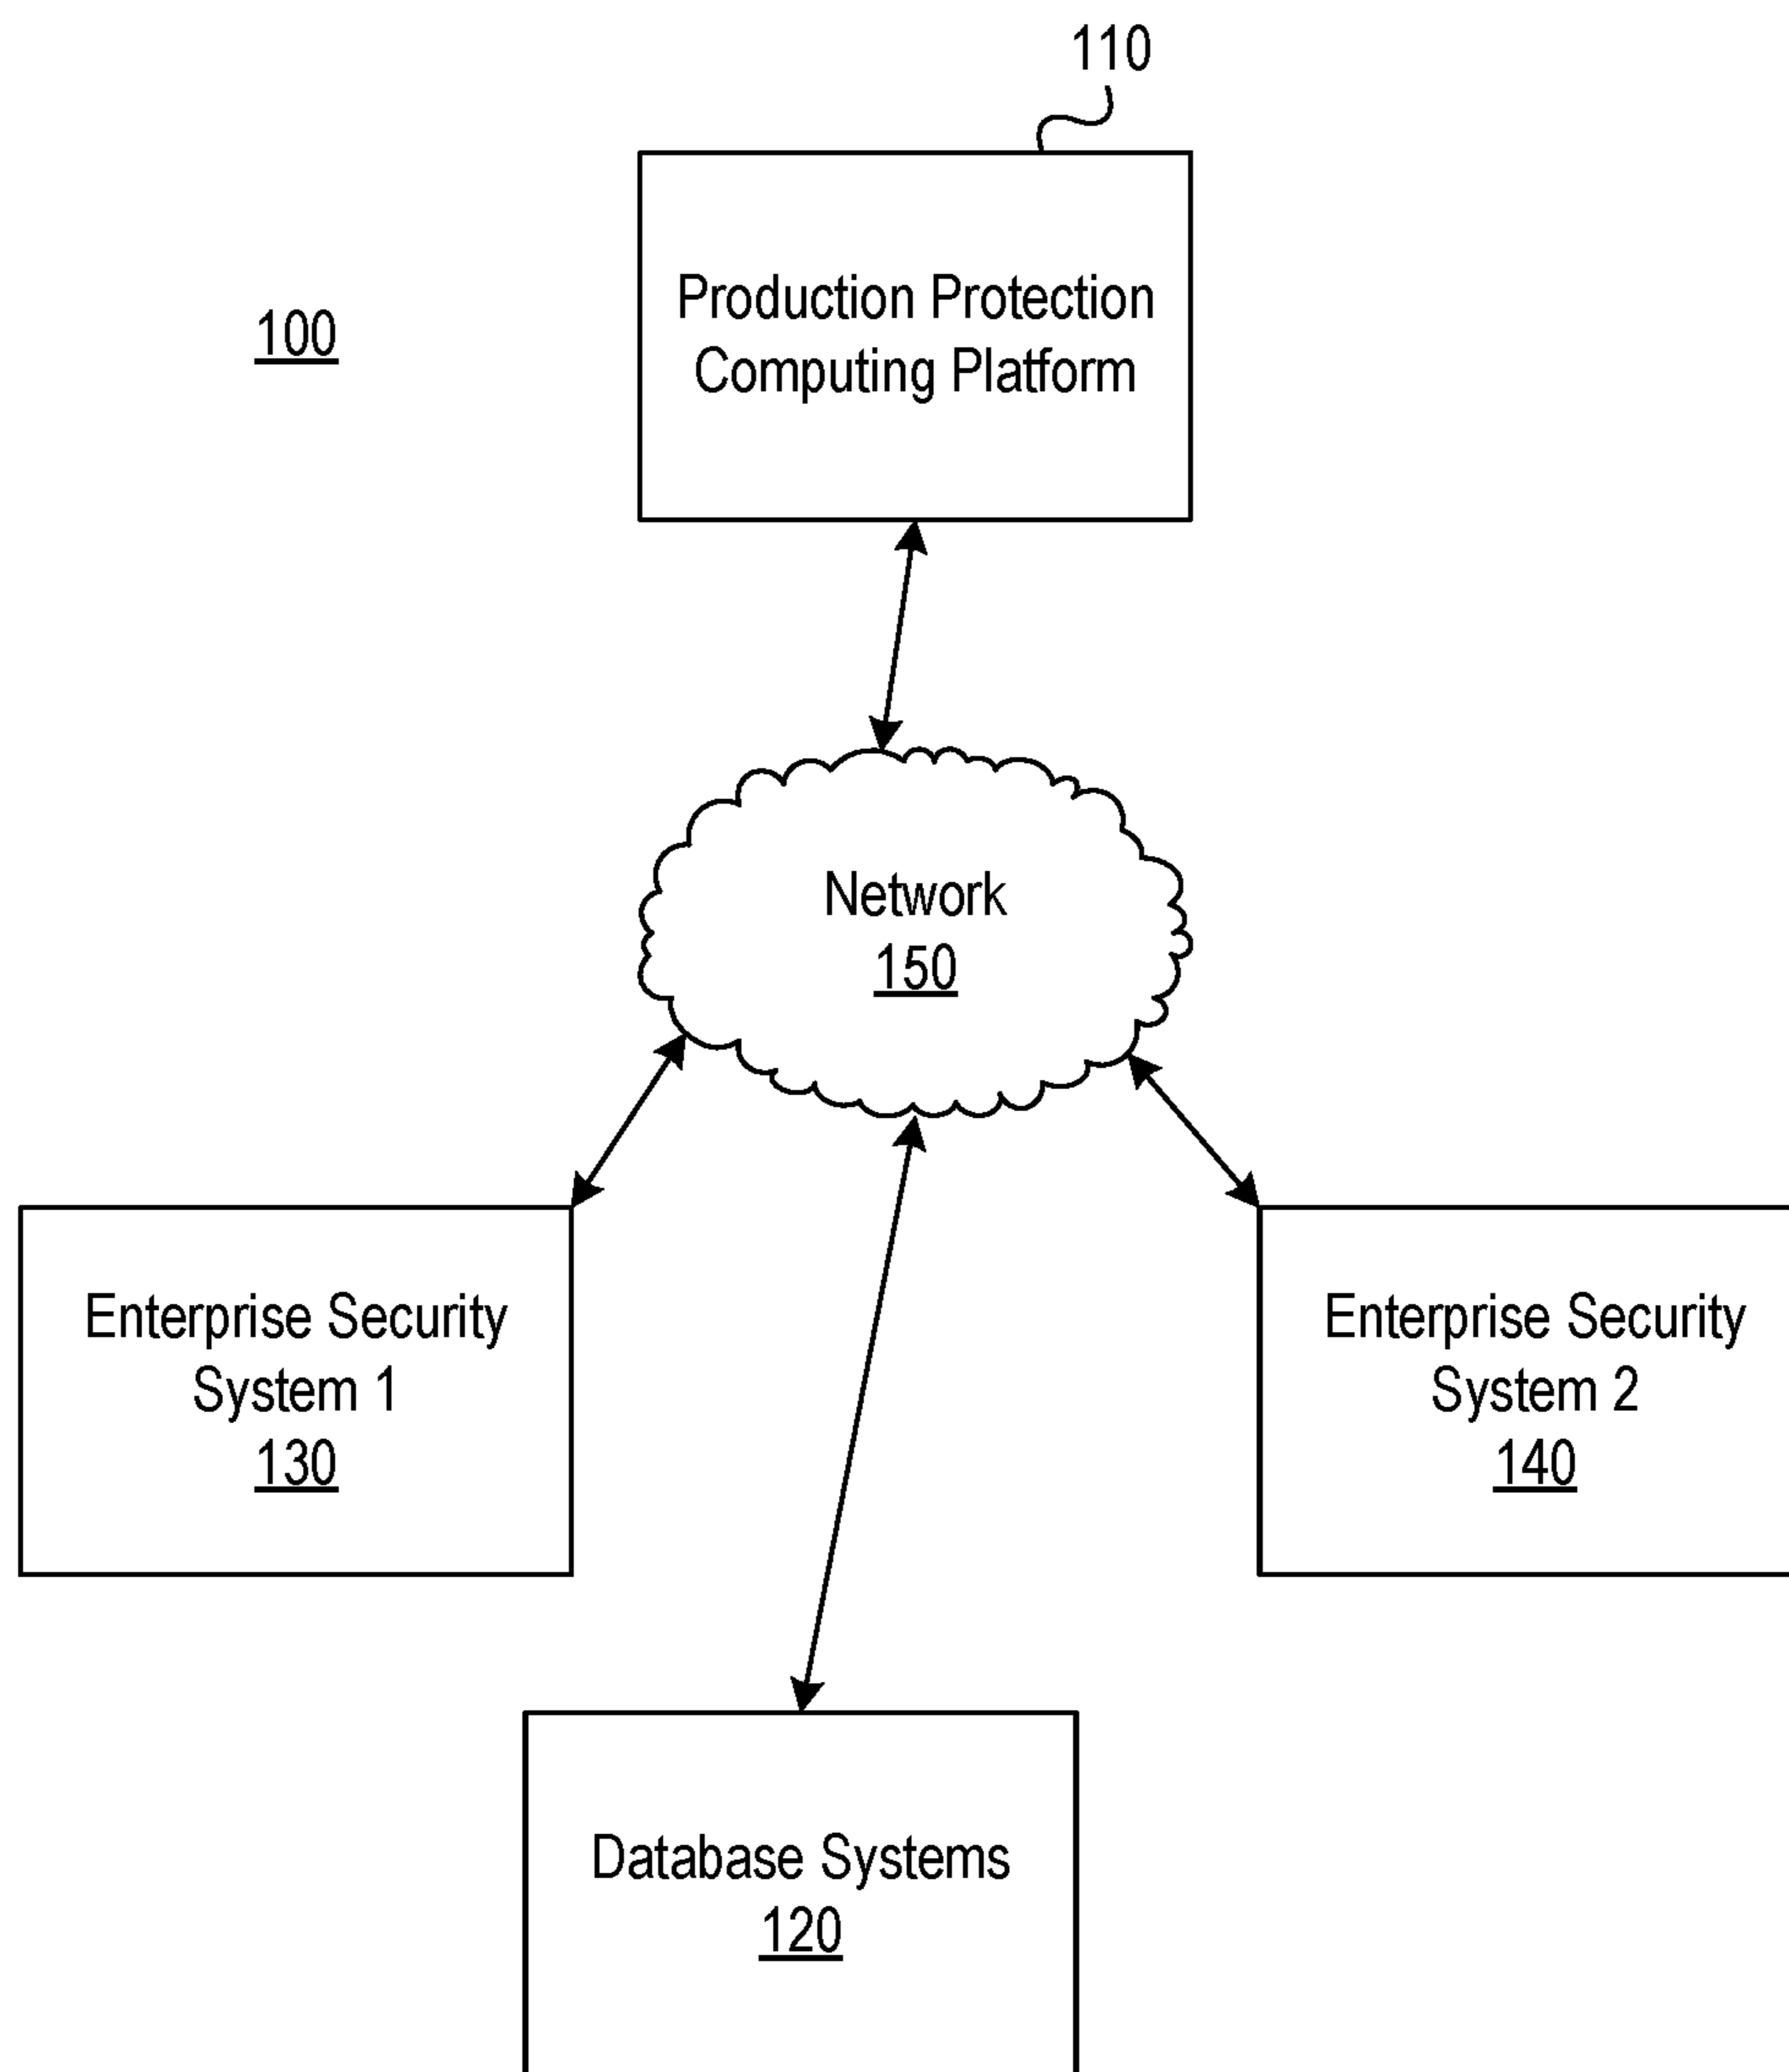 110
100
Production Protection
Computing Platform
Network
150
Enterprise Security
System 1
130
Enterprise Security
System 2
140
Database Systems
120